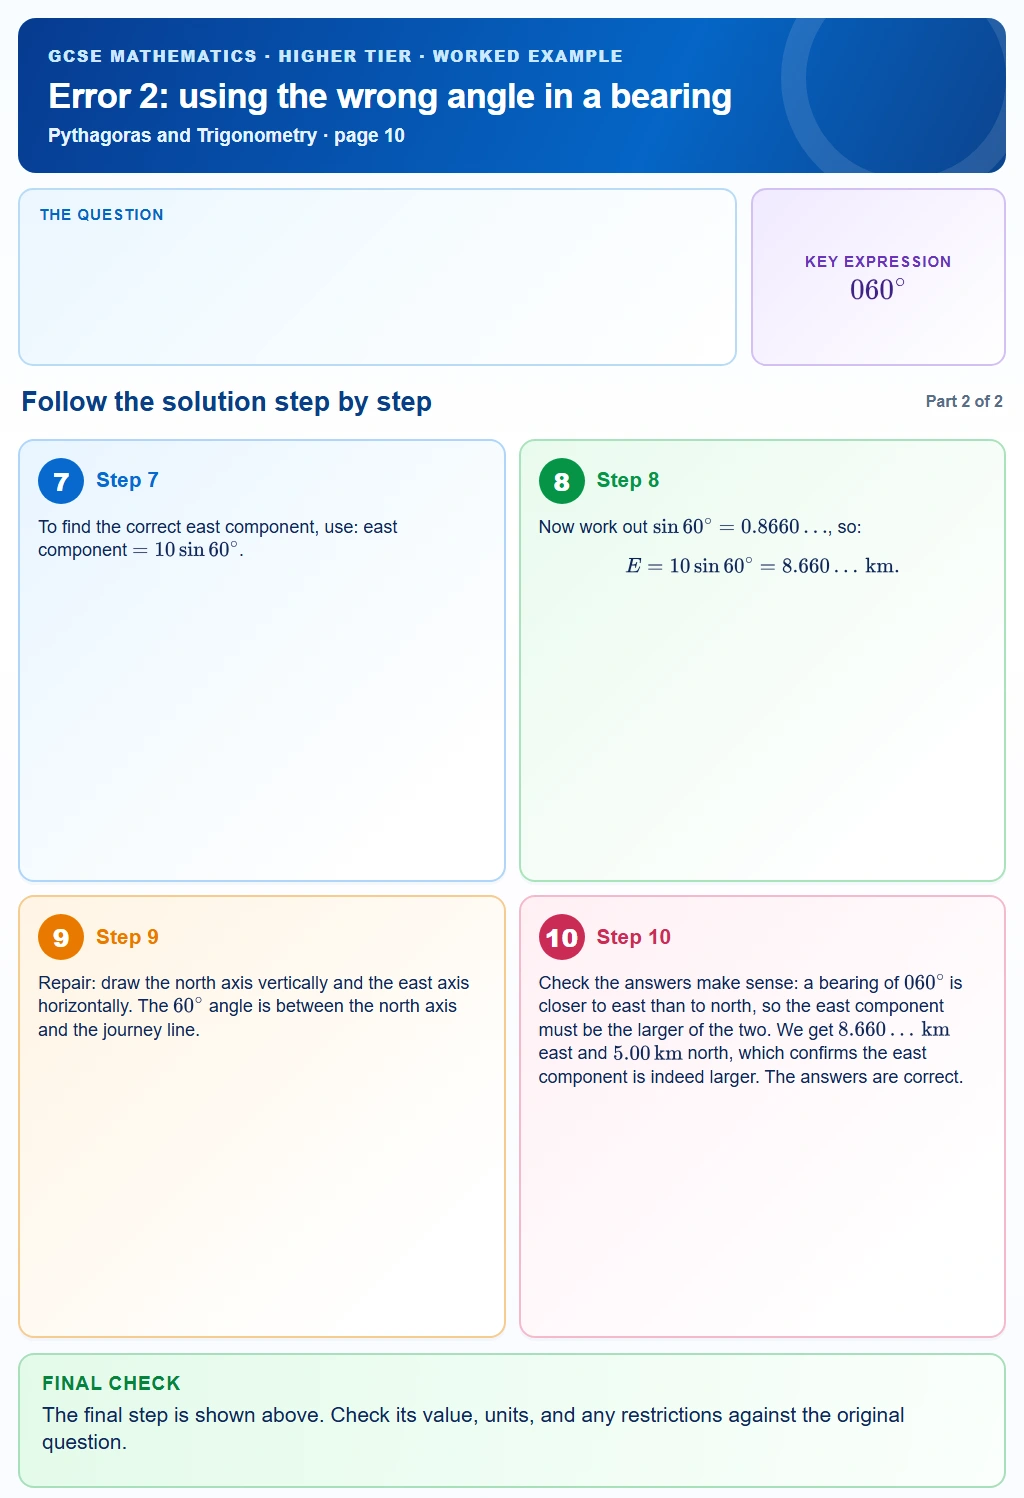 GCSE MATHEMATICS · HIGHER TIER · WORKED EXAMPLE
Error 2: using the wrong angle in a bearing
Pythagoras and Trigonometry · page 10
THE QUESTION
KEY EXPRESSION
060°
Follow the solution step by step
Part 2 of 2
7 Step 7
To find the correct east component, use: east
component = 10 sin 60°.
8 Step 8
Now work out sin 60° = 0.8660…, so:
E = 10 sin 60° = 8.660… km.
9 Step 9
Repair: draw the north axis vertically and the east axis
horizontally. The 60° angle is between the north axis
and the journey line.
10 Step 10
Check the answers make sense: a bearing of 060° is
closer to east than to north, so the east component
must be the larger of the two. We get 8.660… km
east and 5.00 km north, which confirms the east
component is indeed larger. The answers are correct.
FINAL CHECK
The final step is shown above. Check its value, units, and any restrictions against the original
question.